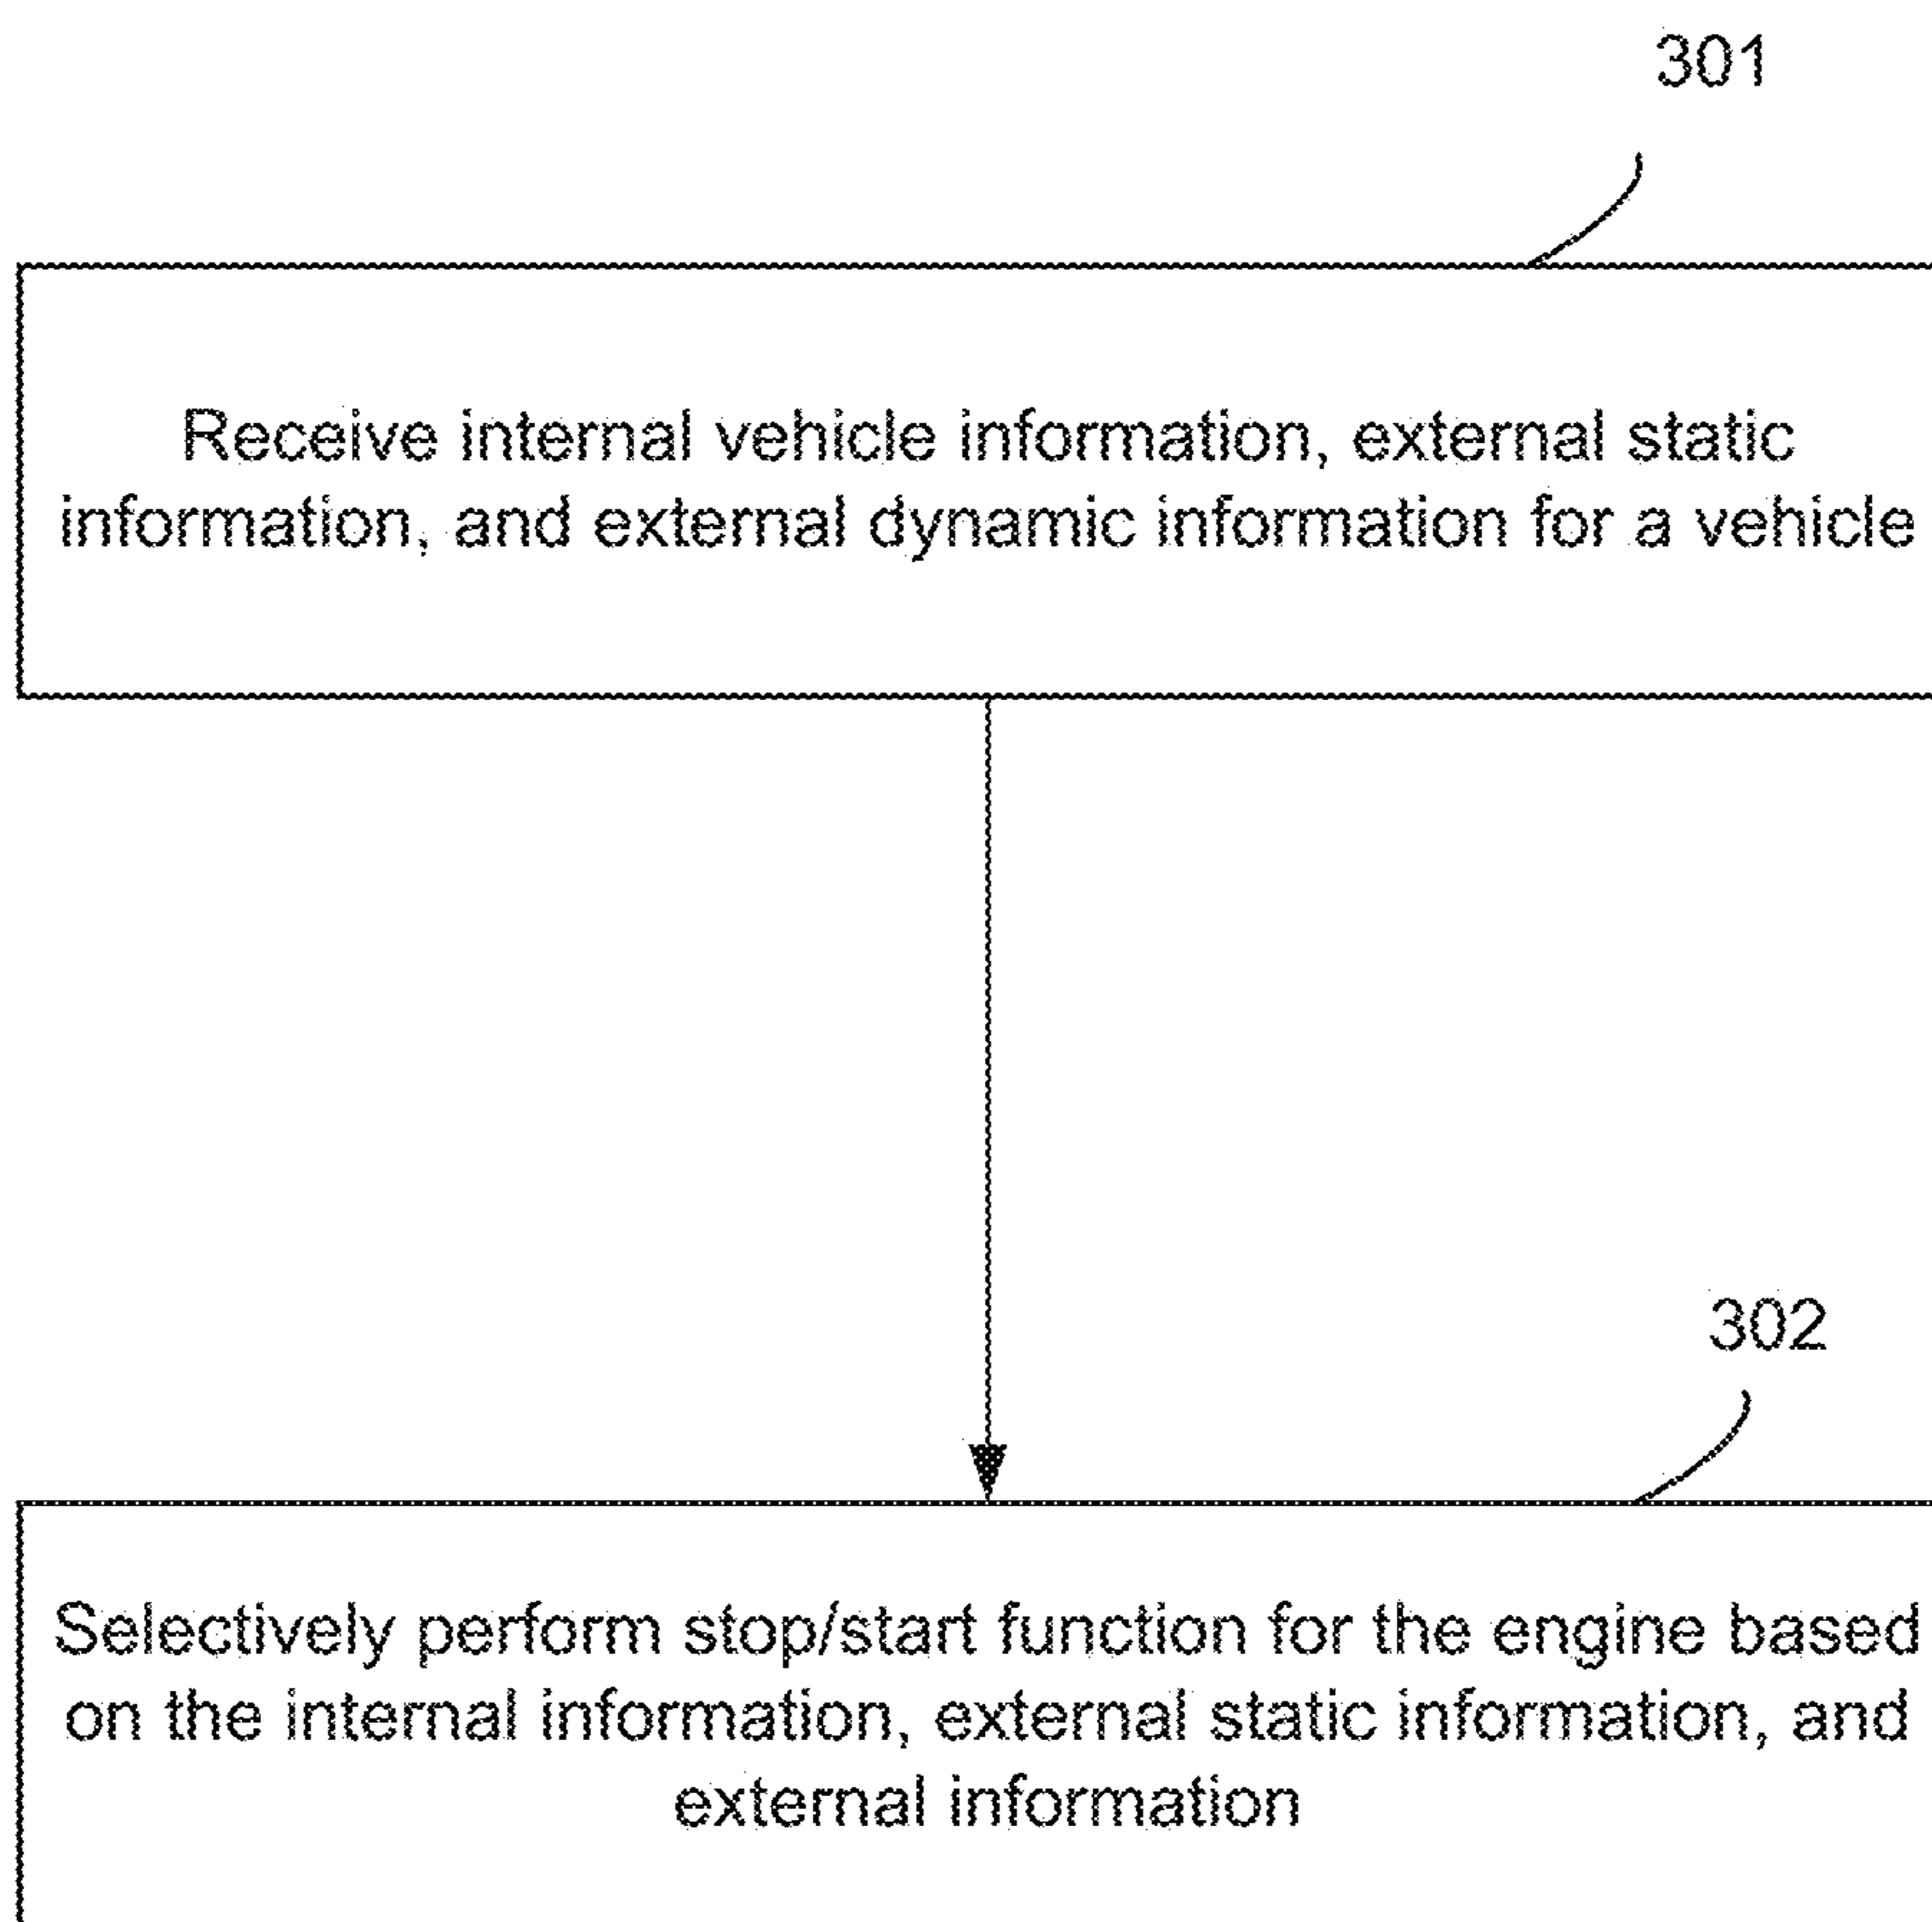 301
Receive internal vehicle information, external static
information, and external dynamic information for a vehicle
302
Selectively perform stop/start function for the engine based
on the internal information, external static information, and
external information